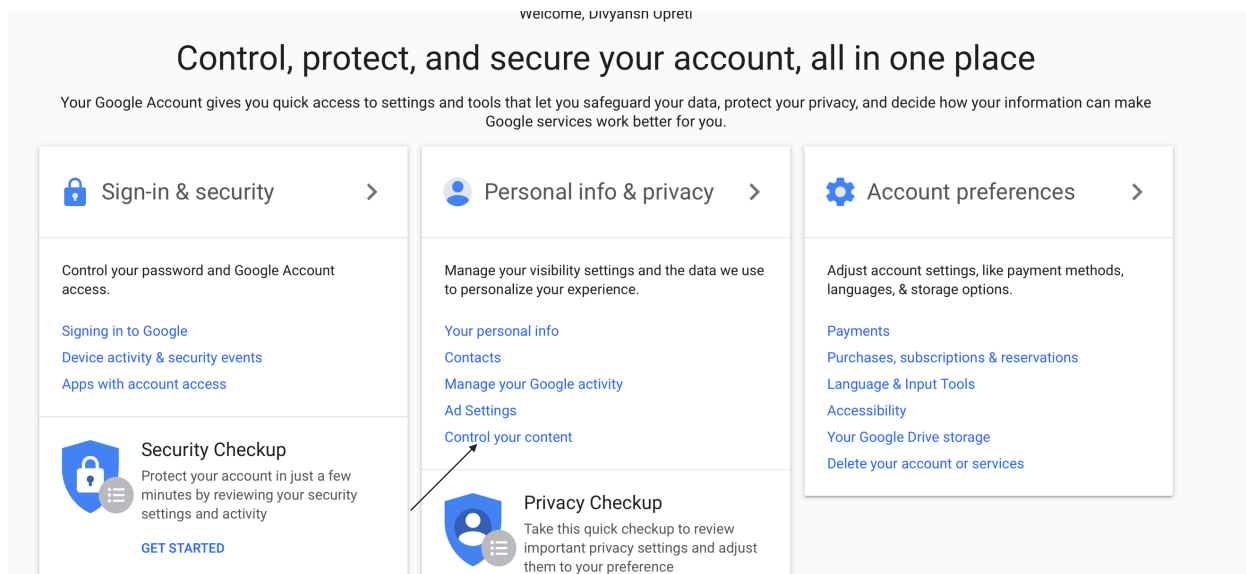 Welcome, Divyansh Upreti
Control, protect, and secure your account, all in one place
Your Google Account gives you quick access to settings and tools that let you safeguard your data, protect your privacy, and decide how your information can make
Google services work better for you.
Sign-in & security
Control your password and Google Account
access.
Signing in to Google
Device activity & security events
Apps with account access
Security Checkup
Protect your account in just a few
minutes by reviewing your security
settings and activity
GET STARTED
Personal info & privacy
Manage your visibility settings and the data we use
to personalize your experience.
Your personal info
Contacts
Manage your Google activity
Ad Settings
Control your content
Privacy Checkup
Take this quick checkup to review
important privacy settings and adjust
them to your preference
Account preferences
Adjust account settings, like payment methods,
languages, & storage options.
Payments
Purchases, subscriptions & reservations
Language & Input Tools
Accessibility
Your Google Drive storage
Delete your account or services